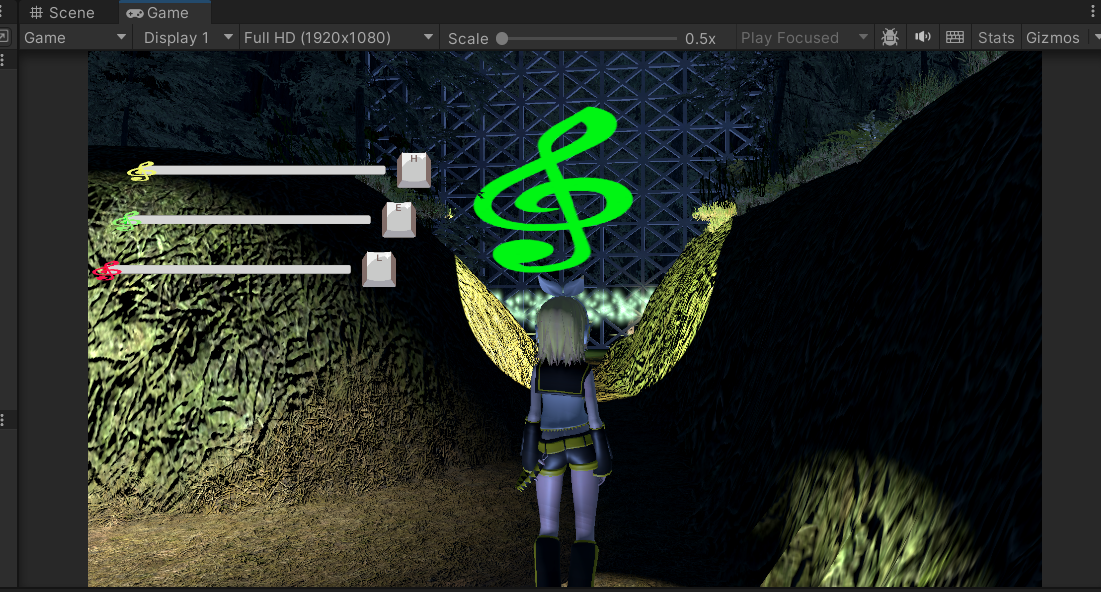 Scene Game
Game Display 1 Full HD (1920x1080) Scale 0.5x Play Focused Stats Gizmos
H
E
L